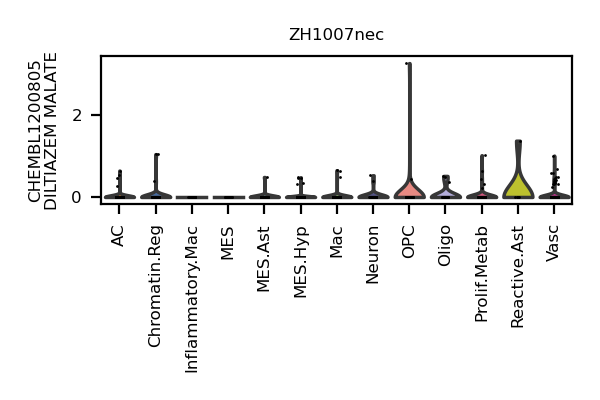 ZH1007nec
CHEMBL1200805
DILTIAZEM MALATE
2
0
AC
Chromatin.Reg
Inflammatory.Mac
MES
MES.Ast
MES.Hyp
Mac
Neuron
OPC
Oligo
Prolif.Metab
Reactive.Ast
Vasc